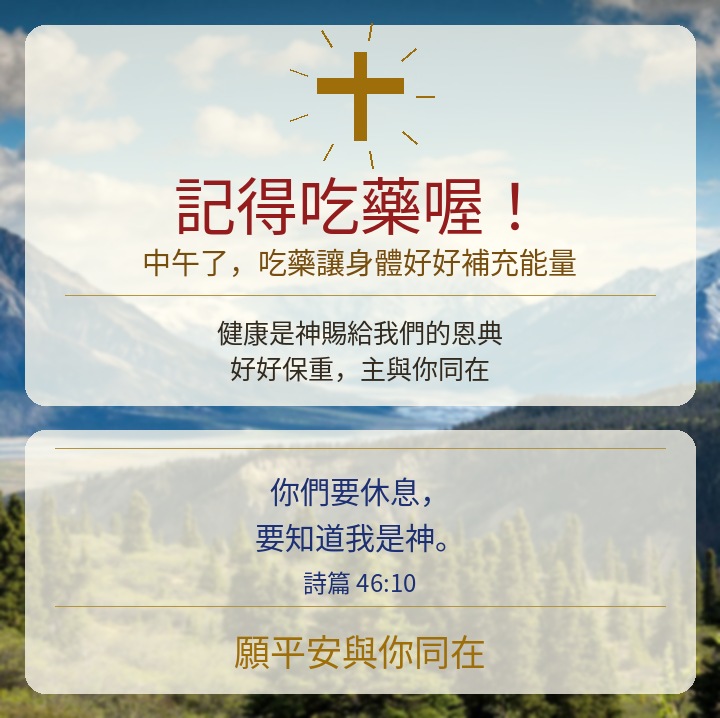 記得吃藥喔！
中午了，吃藥讓身體好好補充能量
健康是神賜給我們的恩典
好好保重，主與你同在
你們要休息，
要知道我是神。
詩篇 46:10
願平安與你同在